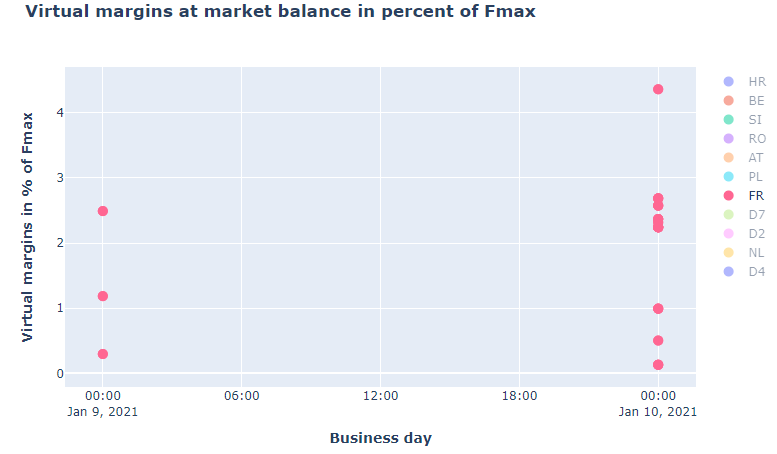 Virtual margins at market balance in percent of Fmax
Virtual margins in % of Fmax
4
3
2
1
0
00:00
Jan 9, 2021
06:00
12:00
18:00
00:00
Jan 10, 2021
Business day
HR
BE
SI
RO
AT
PL
FR
D7
D2
NL
D4